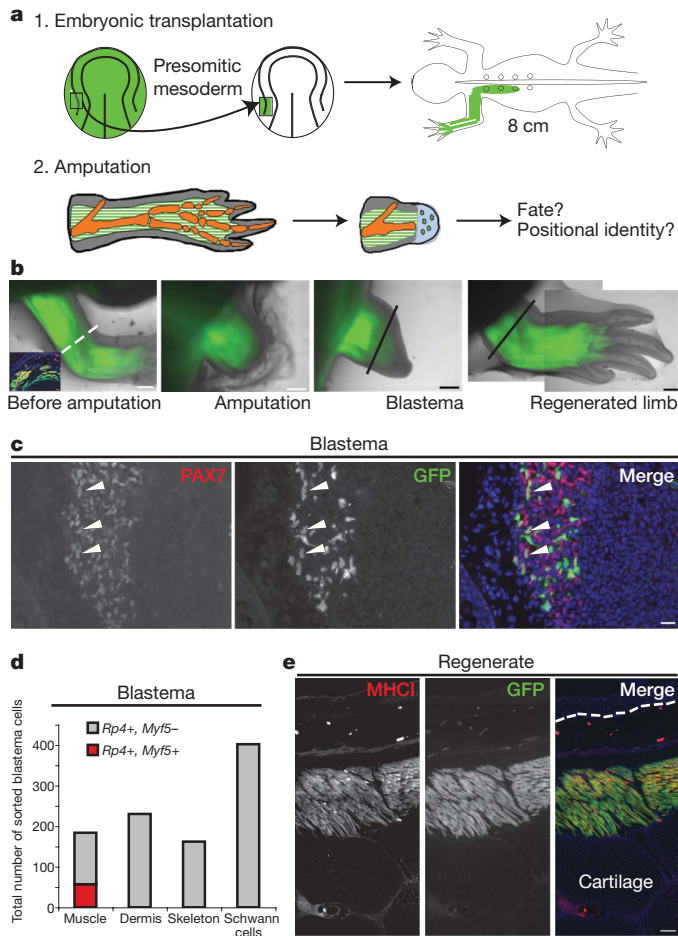 a
1. Embryonic transplantation
Presomitic
mesoderm
8 cm
2. Amputation
Fate?
Positional identity?
b
Before amputation
Amputation
Blastema
Regenerated limb
c
Blastema
PAX7
GFP
Merge
d
Blastema
Total number of sorted blastema cells
Rp4+, Myf5–
Rp4+, Myf5+
400
300
200
100
0
Muscle
Dermis
Skeleton
Schwann
cells
e
Regenerate
MHCI
GFP
Merge
Cartilage